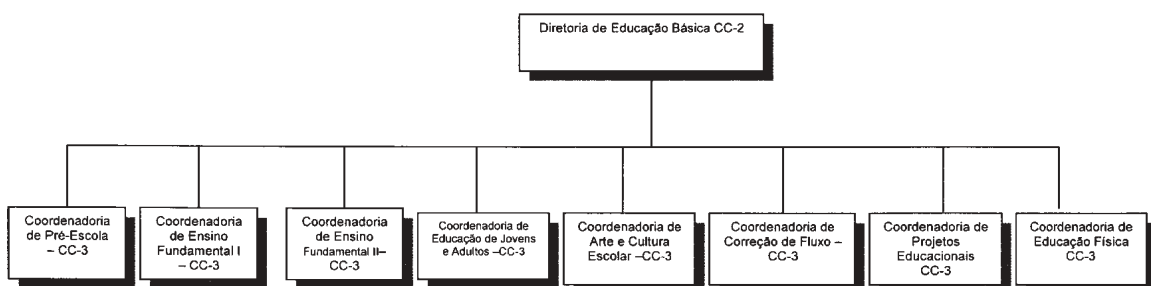 Diretoria de Educação Básica CC-2
Coordenadoria
de Pré-Escola
– CC-3
Coordenadoria
de Ensino
Fundamental I
– CC-3
Coordenadoria
de Ensino
Fundamental II–
CC-3
Coordenadoria de
Educação de Jovens
e Adultos –CC-3
Coordenadoria de
Arte e Cultura
Escolar –CC-3
Coordenadoria de
Correção de Fluxo –
CC-3
Coordenadoria de
de Projetos
Educacionais
CC-3
Coordenadoria de
Educação Física
CC-3